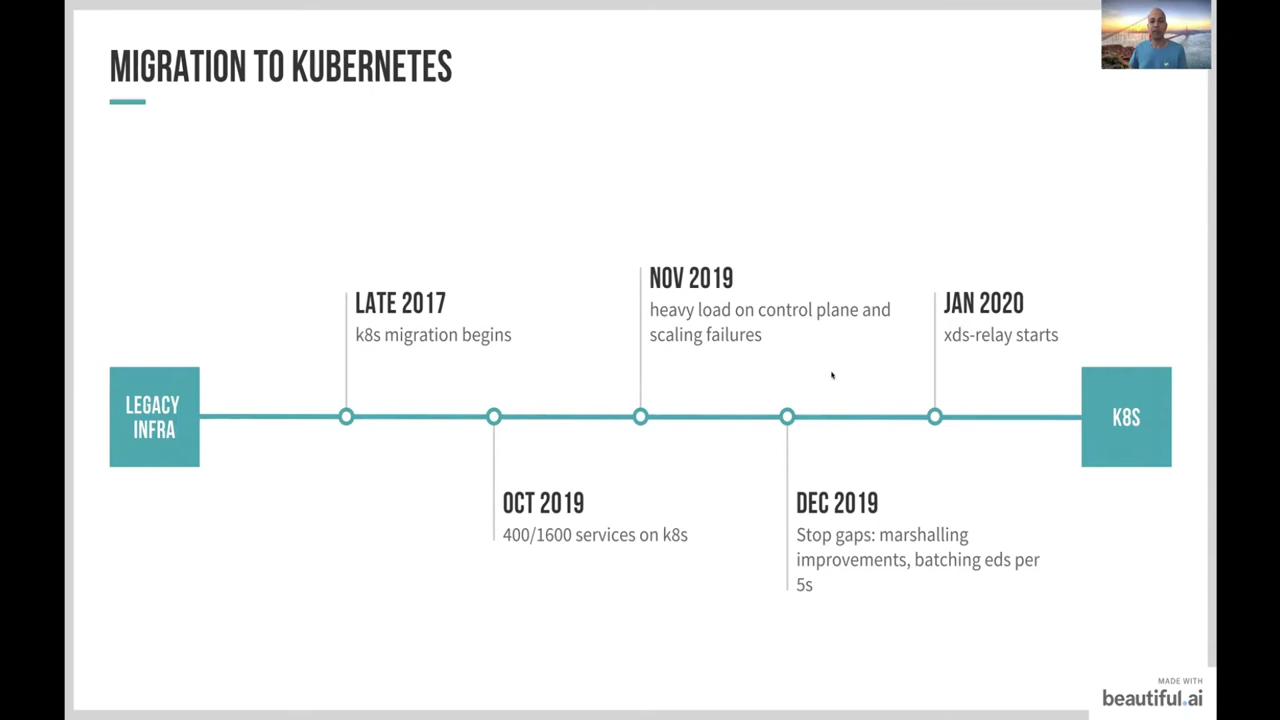 MIGRATION TO KUBERNETES
LEGACY
INFRA
LATE 2017
k8s migration begins
OCT 2019
400/1600 services on k8s
NOV 2019
heavy load on control plane and
scaling failures
DEC 2019
Stop gaps: marshalling
improvements, batching eds per
5s
JAN 2020
xds-relay starts
K8S
MADE WITH
beautiful.ai